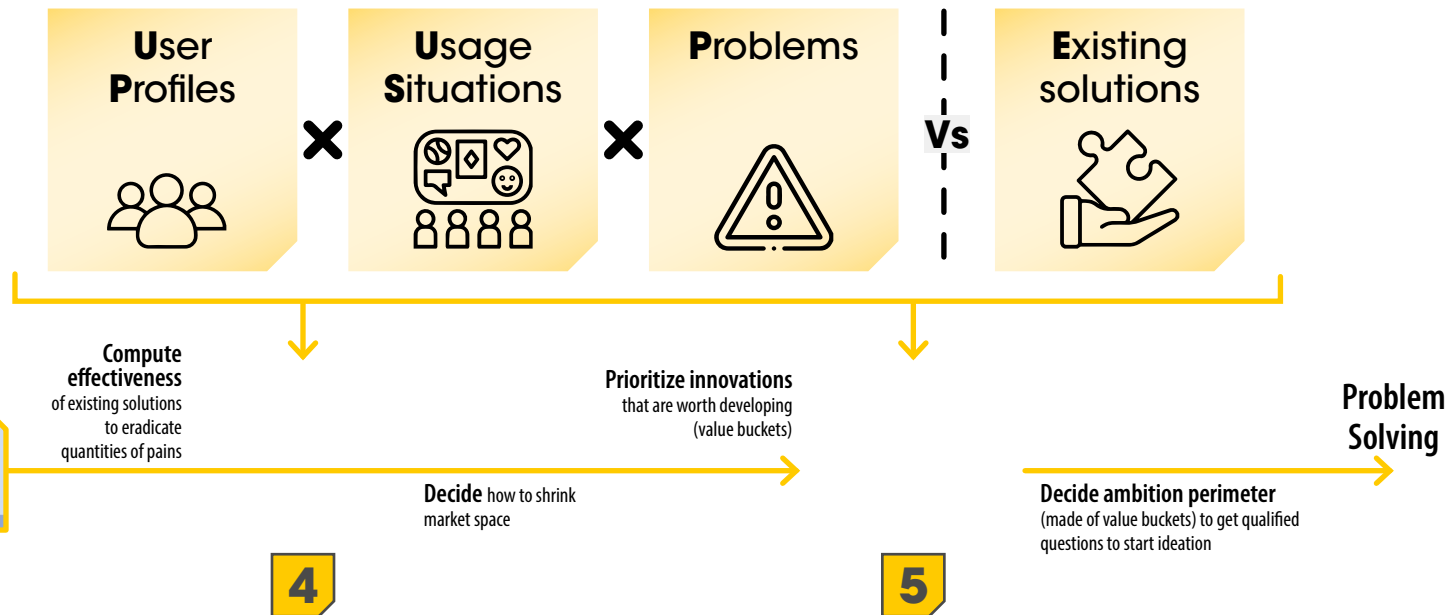 User
Profiles
Usage
Situations
Problems
Vs
Existing
solutions
Compute
effectiveness
of existing solutions
to eradicate
quantities of pains
Decide how to shrink
market space
Prioritize innovations
that are worth developing
(value buckets)
Decide ambition perimeter
(made of value buckets) to get qualified
questions to start ideation
Problem
Solving
4
5